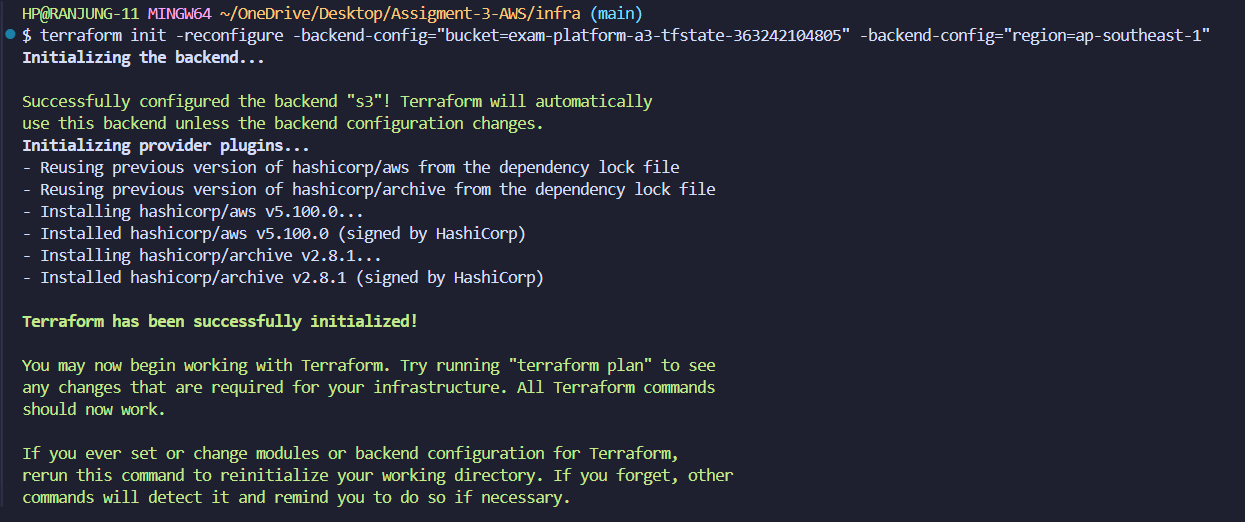 HP@RANJUNG-11 MINGW64 ~/OneDrive/Desktop/Assigment-3-AWS/infra (main)
$ terraform init -reconfigure -backend-config="bucket=exam-platform-a3-tfstate-363242104805" -backend-config="region=ap-southeast-1"
Initializing the backend...
Successfully configured the backend "s3"! Terraform will automatically
use this backend unless the backend configuration changes.
Initializing provider plugins...
- Reusing previous version of hashicorp/aws from the dependency lock file
- Reusing previous version of hashicorp/archive from the dependency lock file
- Installing hashicorp/aws v5.100.0...
- Installed hashicorp/aws v5.100.0 (signed by HashiCorp)
- Installing hashicorp/archive v2.8.1...
- Installed hashicorp/archive v2.8.1 (signed by HashiCorp)
Terraform has been successfully initialized!
You may now begin working with Terraform. Try running "terraform plan" to see
any changes that are required for your infrastructure. All Terraform commands
should now work.
If you ever set or change modules or backend configuration for Terraform,
rerun this command to reinitialize your working directory. If you forget, other
commands will detect it and remind you to do so if necessary.